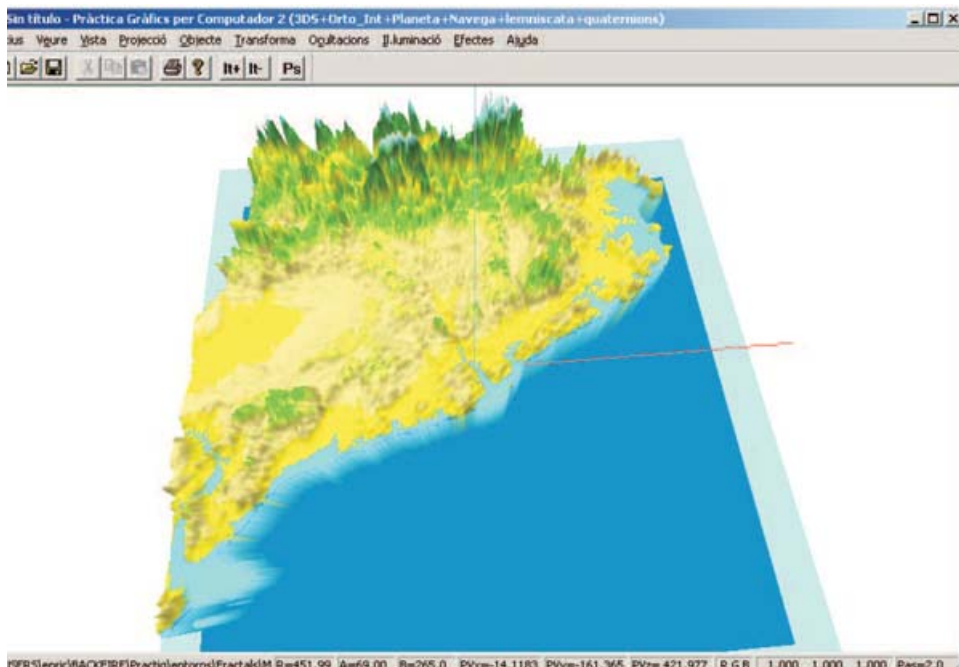 Sin título - Pràctica Gràfics per Computador 2 (3DS+Orto_Int+Planeta+Navega+lemniscata+quaternions)
Veure Vista Projecció Objecte Transforma Ocultacions Il.luminació Efectes Ajuda
It+ It- Ps
R=451.99 A=69.00 B=265.0 PVx=-14.1183 PVy=-161.365 PVz= 421.977 R G B 1.000 1.000 1.000 Pas=2.0